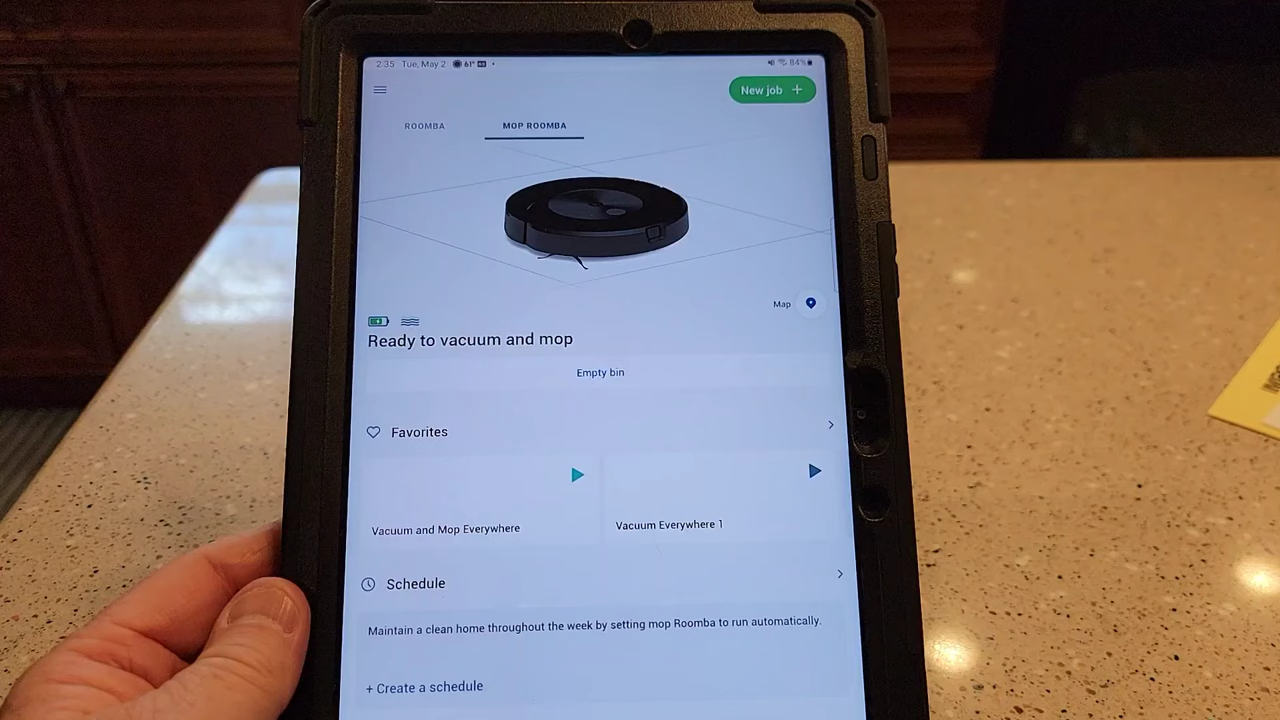 2:35 Tue, May 2 61°
84%
New job +
ROOMBA MOP ROOMBA
Map
Ready to vacuum and mop
Empty bin
Favorites
Vacuum and Mop Everywhere
Vacuum Everywhere 1
Schedule
Maintain a clean home throughout the week by setting mop Roomba to run automatically.
+ Create a schedule